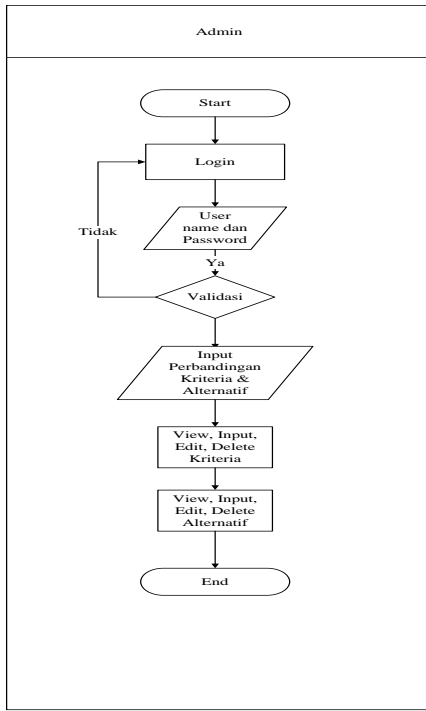 Admin
Start
Login
User
name dan
Password
Tidak
Ya
Validasi
Input
Perbandingan
Kriteria &
Alternatif
View, Input,
Edit, Delete
Kriteria
View, Input,
Edit, Delete
Alternatif
End